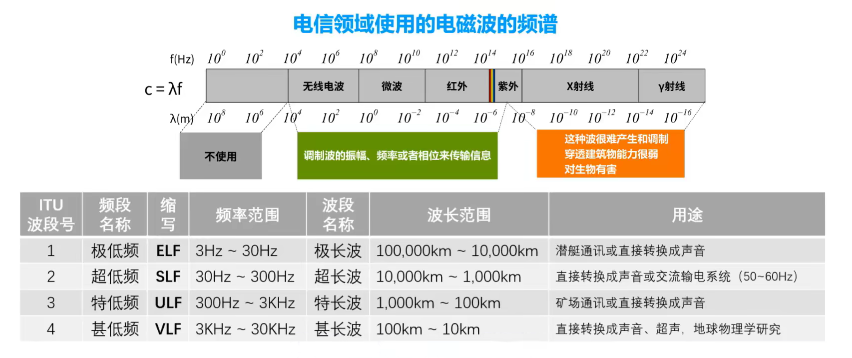 电信领域使用的电磁波的频谱
f(Hz) 10^0 10^2 10^4 10^6 10^8 10^10 10^12 10^14 10^16 10^18 10^20 10^22 10^24
c = λf 无线电波 微波 红外 紫外 X射线 γ射线
λ(m) 10^8 10^6 10^4 10^2 10^0 10^-2 10^-4 10^-6 10^-8 10^-10 10^-12 10^-14 10^-16
不使用
调制波的振幅、频率或者相位来传输信息
这种波很难产生和调制
穿透建筑物能力很弱
对生物有害
ITU波段号 频段名称 缩写 频率范围 波段名称 波长范围 用途
1 极低频 ELF 3Hz ~ 30Hz 极长波 100,000km ~ 10,000km 潜艇通讯或直接转换成声音
2 超低频 SLF 30Hz ~ 300Hz 超长波 10,000km ~ 1,000km 直接转换成声音或交流输电系统（50~60Hz）
3 特低频 ULF 300Hz ~ 3KHz 特长波 1,000km ~ 100km 矿场通讯或直接转换成声音
4 甚低频 VLF 3KHz ~ 30KHz 甚长波 100km ~ 10km 直接转换成声音、超声，地球物理学研究